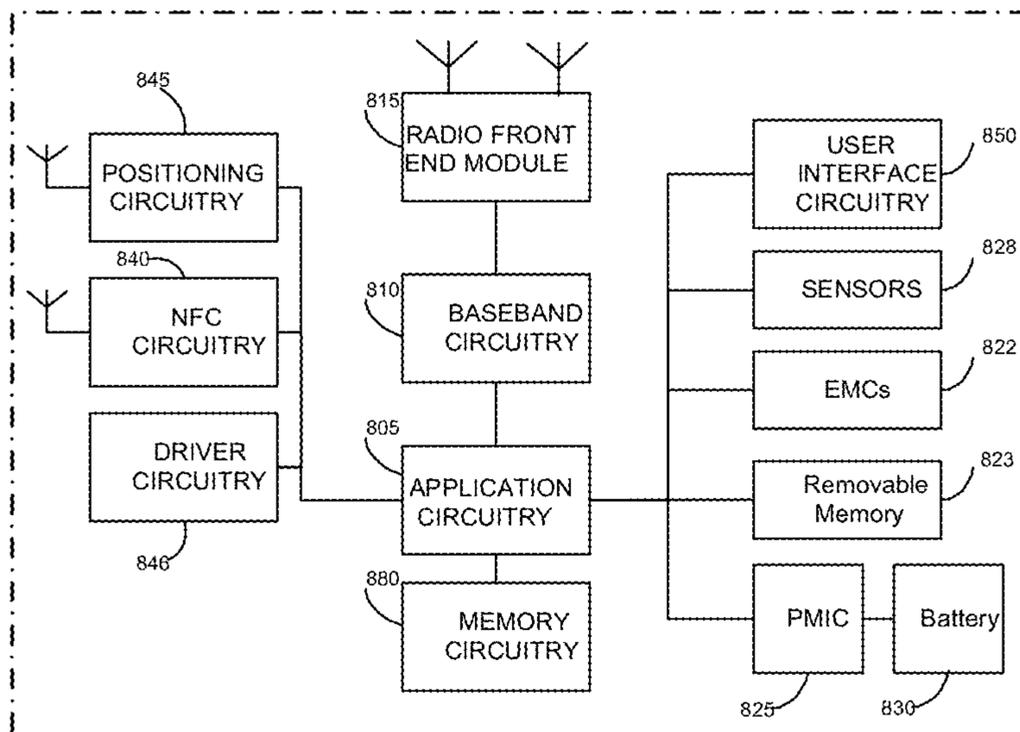 845
POSITIONING
CIRCUITRY
840
NFC
CIRCUITRY
DRIVER
CIRCUITRY
846
815
RADIO FRONT
END MODULE
810
BASEBAND
CIRCUITRY
805
APPLICATION
CIRCUITRY
880
MEMORY
CIRCUITRY
USER
INTERFACE
CIRCUITRY
850
SENSORS
828
EMCs
822
Removable
Memory
823
PMIC
825
Battery
830